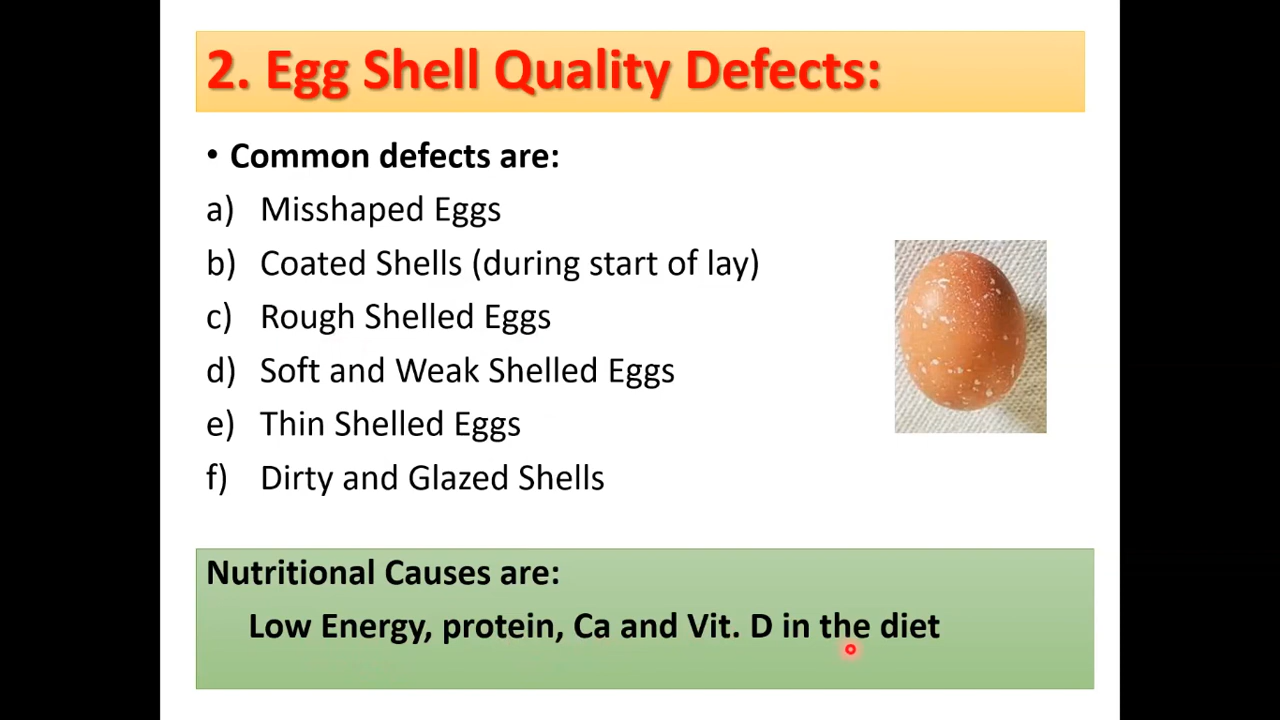 2. Egg Shell Quality Defects:
• Common defects are:
a) Misshaped Eggs
b) Coated Shells (during start of lay)
c) Rough Shelled Eggs
d) Soft and Weak Shelled Eggs
e) Thin Shelled Eggs
f) Dirty and Glazed Shells
Nutritional Causes are:
Low Energy, protein, Ca and Vit. D in the diet